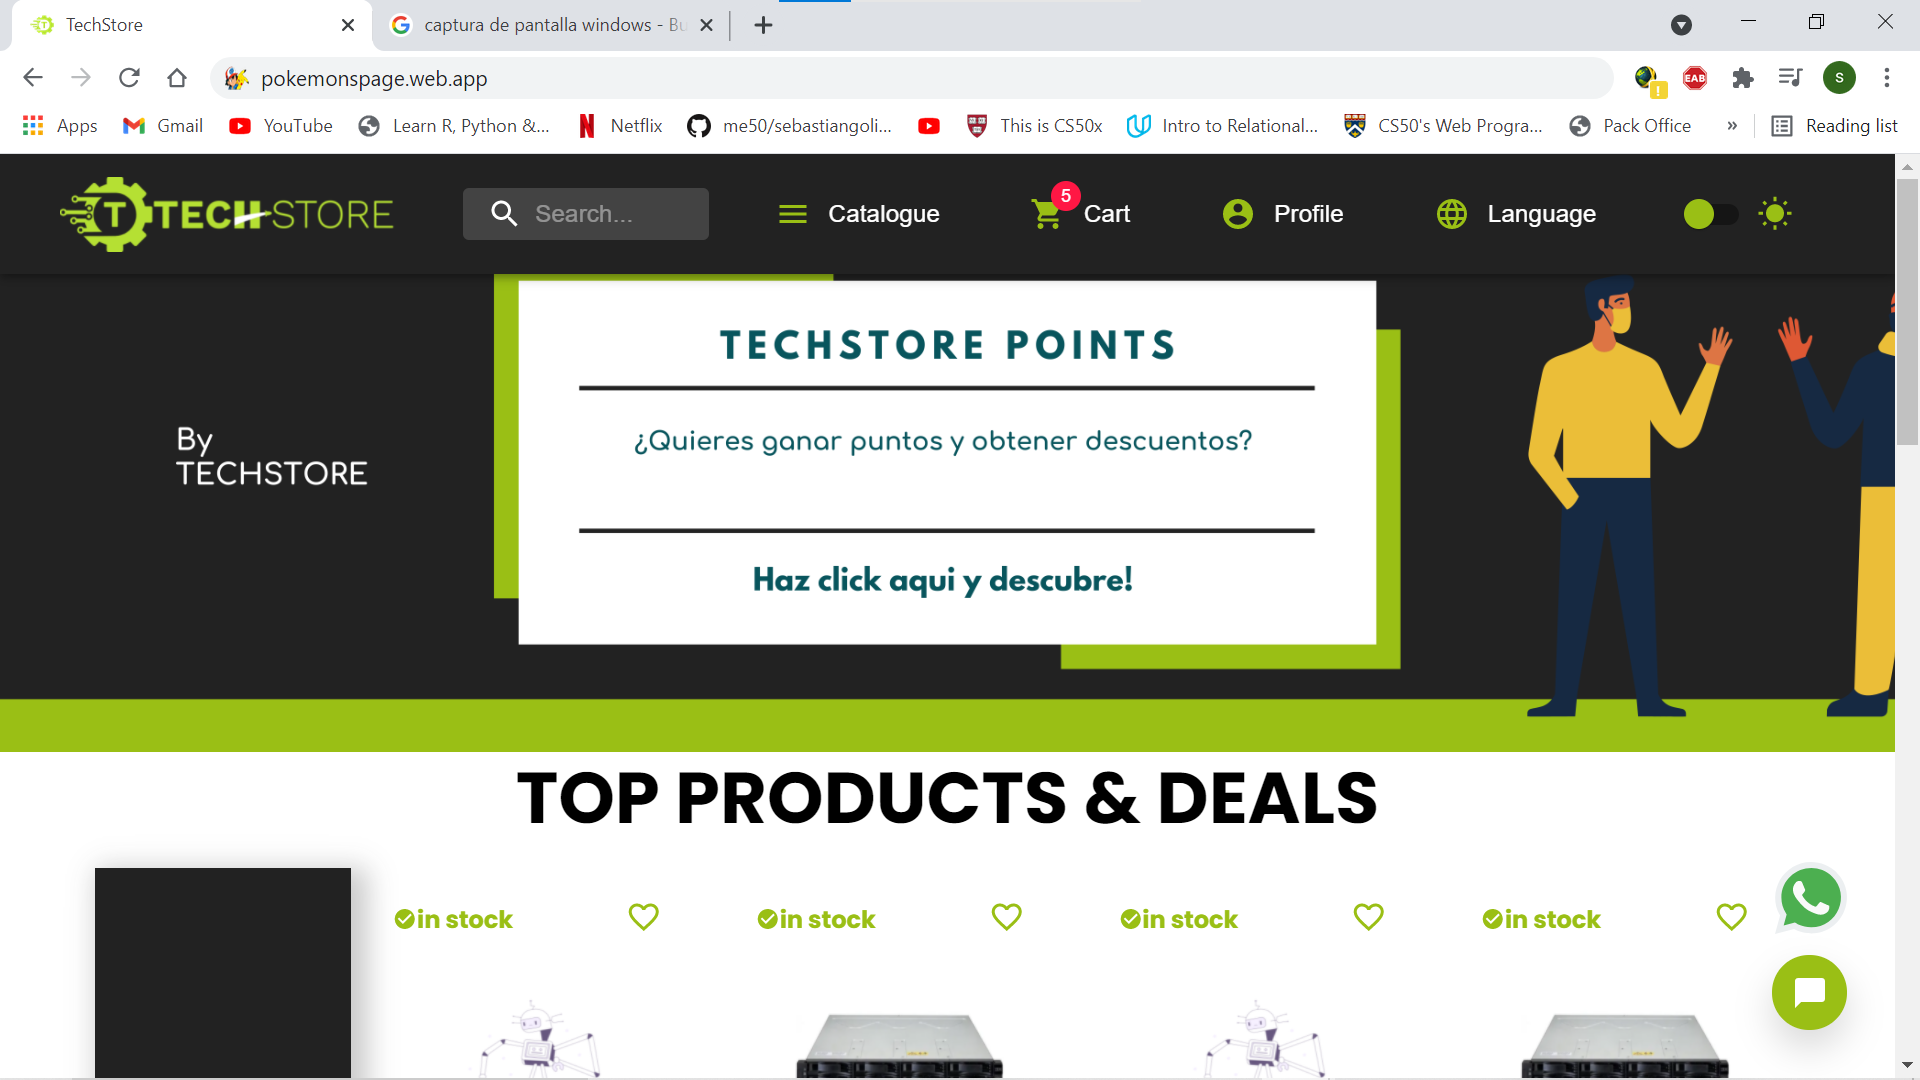 TechStore
captura de pantalla windows - Bu
pokemonspage.web.app
EAB
!
S
Apps
Gmail
YouTube
Learn R, Python &...
Netflix
me50/sebastiangoli...
This is CS50x
Intro to Relational...
CS50's Web Progra...
Pack Office
»
Reading list
T TECH-STORE
Search...
Catalogue
5
Cart
Profile
Language
TECHSTORE POINTS
¿Quieres ganar puntos y obtener descuentos?
By
TECHSTORE
Haz click aqui y descubre!
TOP PRODUCTS & DEALS
in stock
in stock
in stock
in stock